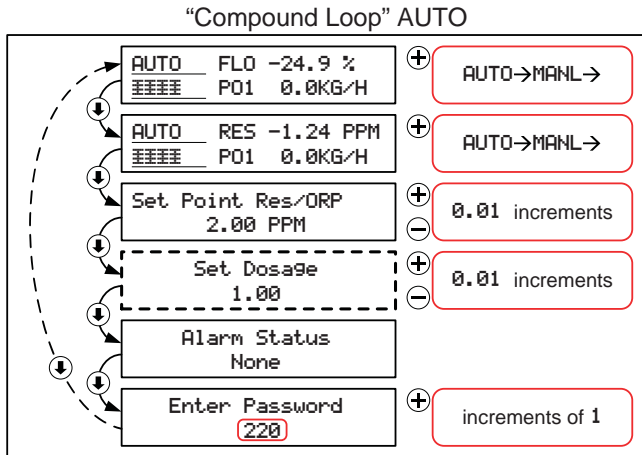 “Compound Loop” AUTO
AUTO FLO -24.9 %
PO1 0.0KG/H
AUTO→MANL→
AUTO RES -1.24 PPM
PO1 0.0KG/H
AUTO→MANL→
Set Point Res/ORP
2.00 PPM
0.01 increments
Set Dosage
1.00
0.01 increments
Alarm Status
None
Enter Password
220
increments of 1